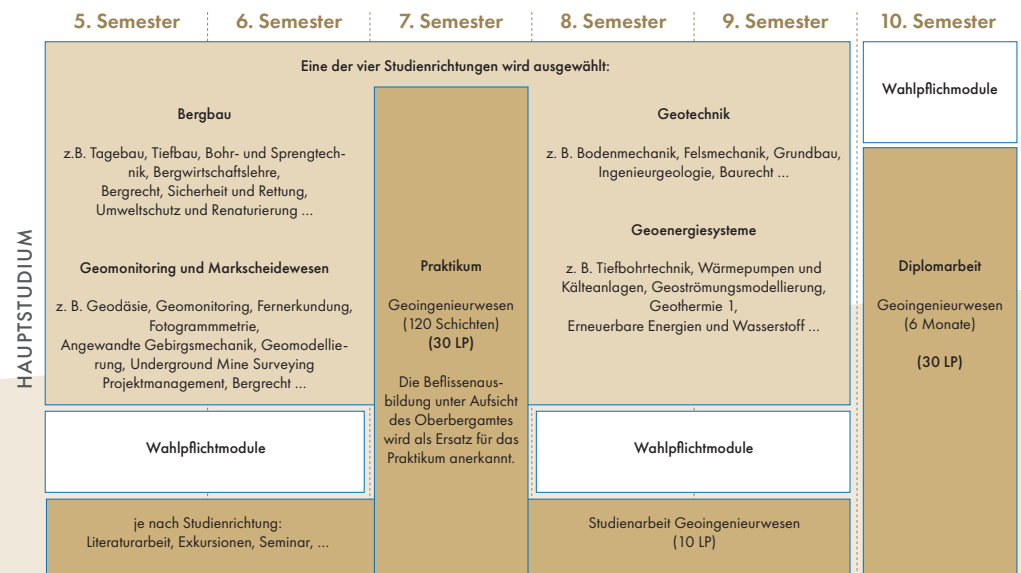 5. Semester
6. Semester
7. Semester
8. Semester
9. Semester
10. Semester
HAUPTSTUDIUM
Eine der vier Studienrichtungen wird ausgewählt:
Bergbau
z.B. Tagebau, Tiefbau, Bohr- und Sprengtech-
nik, Bergwirtschaftslehre,
Bergrecht, Sicherheit und Rettung,
Umweltschutz und Renaturierung ...
Geomonitoring und Markscheidewesen
z. B. Geodäsie, Geomonitoring, Fernerkundung,
Fotogrammmetrie,
Angewandte Gebirgsmechanik, Geomodellie-
rung, Underground Mine Surveying
Projektmanagement, Bergrecht ...
Praktikum
Geoingenieurwesen
(120 Schichten)
(30 LP)
Die Beflissenaus-
bildung unter Aufsicht
des Oberbergamtes
wird als Ersatz für das
Praktikum anerkannt.
Geotechnik
z. B. Bodenmechanik, Felsmechanik, Grundbau,
Ingenieurgeologie, Baurecht ...
Geoenergiesysteme
z. B. Tiefbohrtechnik, Wärmepumpen und
Kälteanlagen, Geoströmungsmodellierung,
Geothermie 1,
Erneuerbare Energien und Wasserstoff ...
Wahlpflichmodule
Diplomarbeit
Geoingenieurwesen
(6 Monate)
(30 LP)
Wahlpflichtmodule
Wahlpflichtmodule
je nach Studienrichtung:
Literaturarbeit, Exkursionen, Seminar, ...
Studienarbeit Geoingenieurwesen
(10 LP)